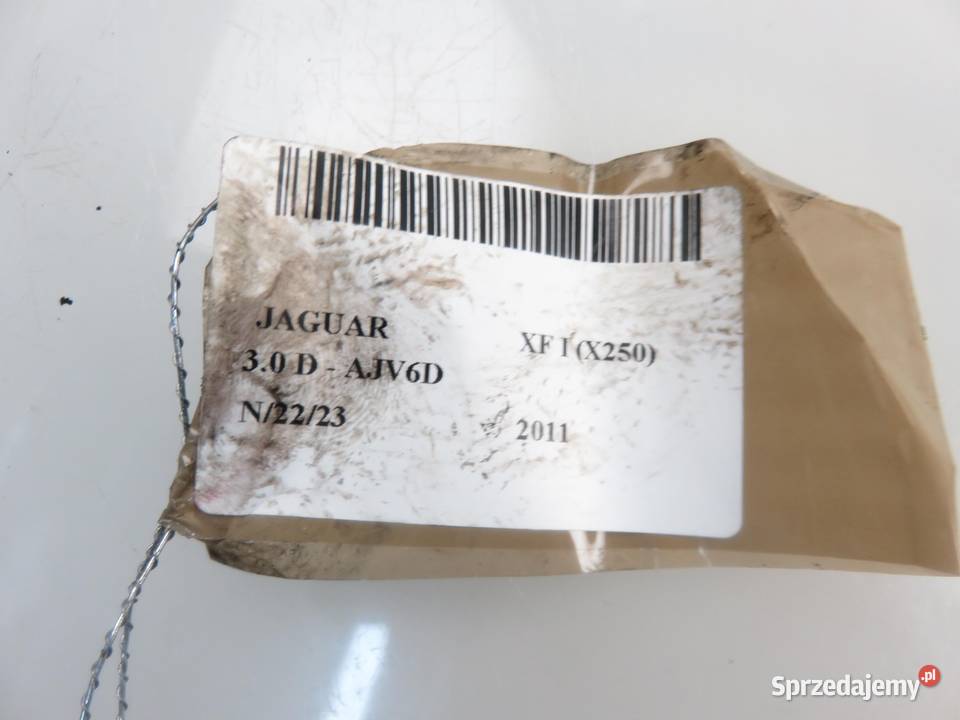 JAGUAR XF I (X250)
3.0 D - AJV6D
N/22/23 2011
Sprzedajemy.pl